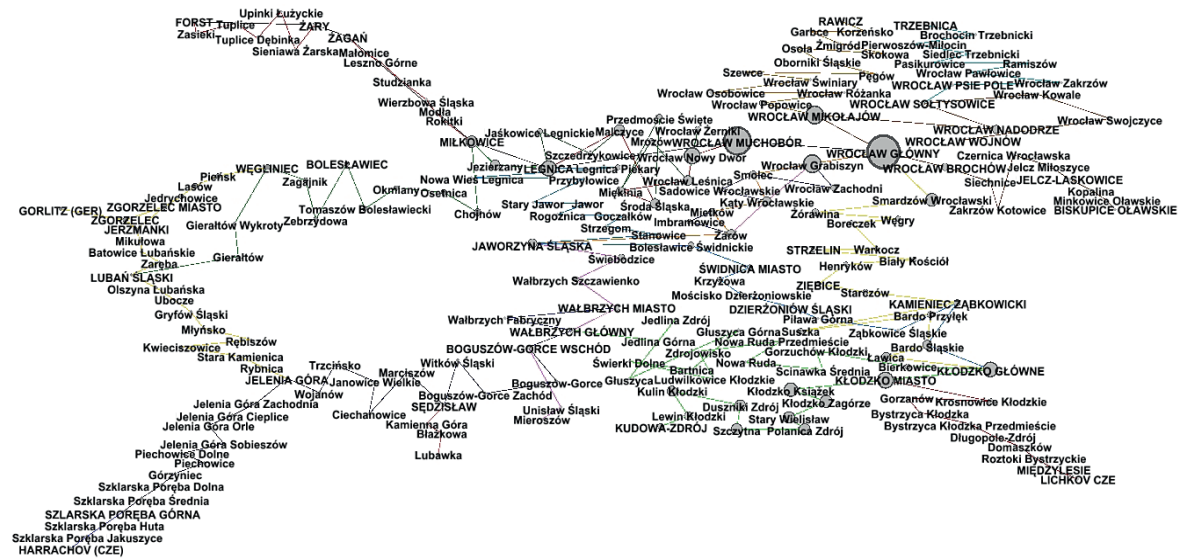 FORST
Zasieki
Tuplice
Upinki Łużyckie
Tuplice Dębinka
ŻARY
Sieniawa Żarska
ŻAGAŃ
Małomice
Leszno Górne
Studzianka
Wierzbowa Śląska
Modła
Rokitki
MIŁKOWICE
Jaśkowice Legnickie
Jezierzany
Nowa Wieś Legnica
LEGNICA
Legnica Piekary
Szczedrzykowice
Przybyłowice
Malczyce
Przedmoście Święte
Mrozów
Miękinia
Środa Śląska
WĘGLINIEC
BOLESŁAWIEC
Pieńsk
Lasów
Jędrychowice
Zagajnik
Okmiany
Osetnica
Chojnów
Tomaszów Bolesławiecki
Zebrzydowa
GORLITZ (GER)
ZGORZELEC MIASTO
ZGORZELEC
JERZMANKI
Mikułowa
Batowice Lubańskie
Zaręba
LUBAŃ ŚLĄSKI
Gierałtów Wykroty
Gierałtów
Olszyna Lubańska
Ubocze
Gryfów Śląski
Młyńsko
Rębiszów
Kwieciszowice
Stara Kamienica
Rybnica
JELENIA GÓRA
Wojanów
Trzcińsko
Janowice Wielkie
Ciechanowice
Marciszów
Witków Śląski
SĘDZISŁAW
Kamienna Góra
Błażkowa
Lubawka
Jelenia Góra Zachodnia
Jelenia Góra Cieplice
Jelenia Góra Orle
Jelenia Góra Sobieszów
Piechowice Dolne
Piechowice
Górzyniec
Szklarska Poręba Dolna
Szklarska Poręba Średnia
SZLARSKA PORĘBA GÓRNA
Szklarska Poręba Huta
Szklarska Poręba Jakuszyce
HARRACHOV (CZE)
Boguszów-Gorce Zachód
Boguszów-Gorce
BOGUSZÓW-GORCE WSCHÓD
Unisław Śląski
Mieroszów
WAŁBRZYCH GŁÓWNY
Wałbrzych Fabryczny
WAŁBRZYCH MIASTO
Wałbrzych Szczawienko
Świebodzice
JAWORZYNA ŚLĄSKA
Stary Jawor
Jawor
Rogoźnica
Goczałków
Strzegom
Stanowice
Bolesławice Świdnickie
Żarów
Imbramowice
Mietków
Kąty Wrocławskie
Sadowice Wrocławskie
Smolec
Wrocław Leśnica
Wrocław Nowy Dwór
Wrocław Żerniki
WROCŁAW MUCHOBÓR
Wrocław Grabiszyn
Wrocław Zachodni
WROCŁAW GŁÓWNY
WROCŁAW MIKOŁAJÓW
Wrocław Popowice
Wrocław Różanka
Wrocław Osobowice
Wrocław Świniary
Szewce
Pęgów
Oborniki Śląskie
Osola
Skokowa
Żmigród
Garbce
Korzeńsko
RAWICZ
TRZEBNICA
Brochocin Trzebnicki
Pierwoszów-Miłocin
Siedlec Trzebnicki
Pasikurowice
Ramiszów
Wrocław Pawłowice
WROCŁAW PSIE POLE
Wrocław Zakrzów
WROCŁAW SOŁTYSOWICE
Wrocław Kowale
Wrocław Swojczyce
WROCŁAW NADODRZE
WROCŁAW WOJNÓW
WROCŁAW BROCHÓW
Czernica Wrocławska
Jelcz Miłoszyce
JELCZ-LASKOWICE
Siechnice
Zakrzów Kotowice
Kopalina
Minkowice Oławskie
BISKUPICE OŁAWSKIE
Smardzów Wrocławski
Żórawina
Węgry
Boreczek
STRZELIN
Warkocz
Biały Kościół
Henryków
ZIĘBICE
Starczów
KAMIENIEC ZĄBKOWICKI
Bardo Przyłęk
Ząbkowice Śląskie
Bardo Śląskie
ŚWIDNICA MIASTO
Krzyżowa
Mościsko Dzierżoniowskie
DZIERŻONIÓW ŚLĄSKI
Piława Górna
Jedlina Zdrój
Jedlina Górna
Głuszyca Górna
Suszka
Nowa Ruda Przedmieście
Zdrojowisko
Nowa Ruda
Gorzuchów Kłodzki
Świerki Dolne
Bartnica
Ścinawka Średnia
Głuszyca
Ludwilkowice Kłodzkie
Ławica
Bierkowice
KŁODZKO GŁÓWNE
KŁODZKO MIASTO
Kłodzko Książek
Kłodzko Zagórze
Kulin Kłodzki
Lewin Kłodzki
KUDOWA-ZDRÓJ
Duszniki Zdrój
Szczytna
Stary Wielisław
Polanica Zdrój
Gorzanów
Krosnowice Kłodzkie
Bystrzyca Kłodzka
Bystrzyca Kłodzka Przedmieście
Długopole-Zdrój
Domaszków
Roztoki Bystrzyckie
MIĘDZYLESIE
LICHKOV CZE